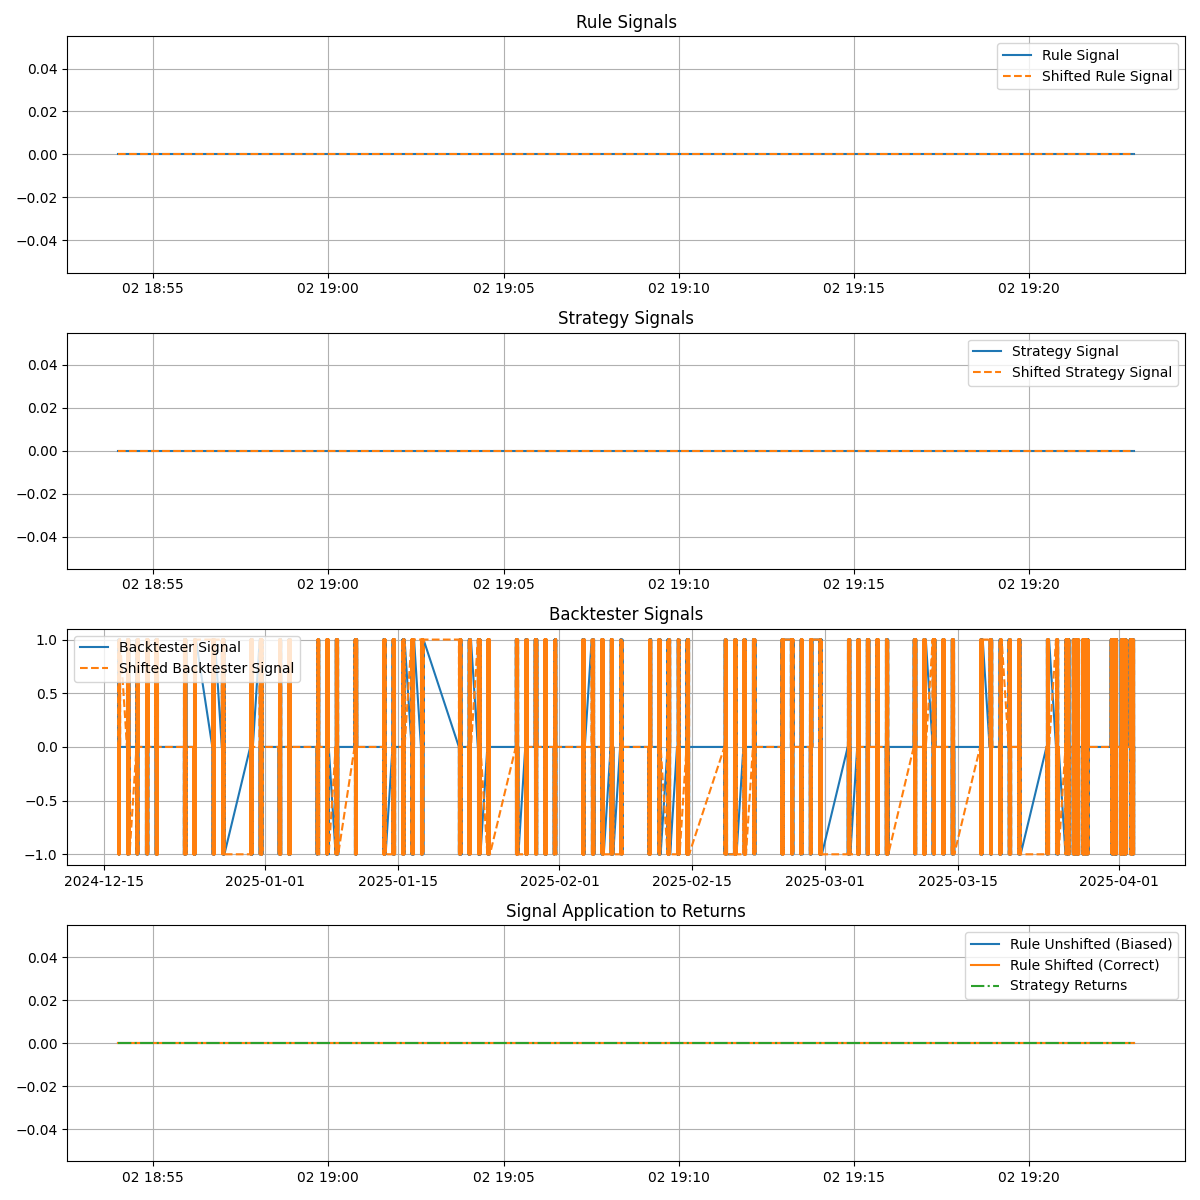 Rule Signals
Rule Signal
Shifted Rule Signal
0.04
0.02
0.00
−0.02
−0.04
02 18:55 02 19:00 02 19:05 02 19:10 02 19:15 02 19:20
Strategy Signals
Strategy Signal
Shifted Strategy Signal
0.04
0.02
0.00
−0.02
−0.04
02 18:55 02 19:00 02 19:05 02 19:10 02 19:15 02 19:20
Backtester Signals
Backtester Signal
Shifted Backtester Signal
1.0
0.5
0.0
−0.5
−1.0
2024-12-15 2025-01-01 2025-01-15 2025-02-01 2025-02-15 2025-03-01 2025-03-15 2025-04-01
Signal Application to Returns
Rule Unshifted (Biased)
Rule Shifted (Correct)
Strategy Returns
0.04
0.02
0.00
−0.02
−0.04
02 18:55 02 19:00 02 19:05 02 19:10 02 19:15 02 19:20